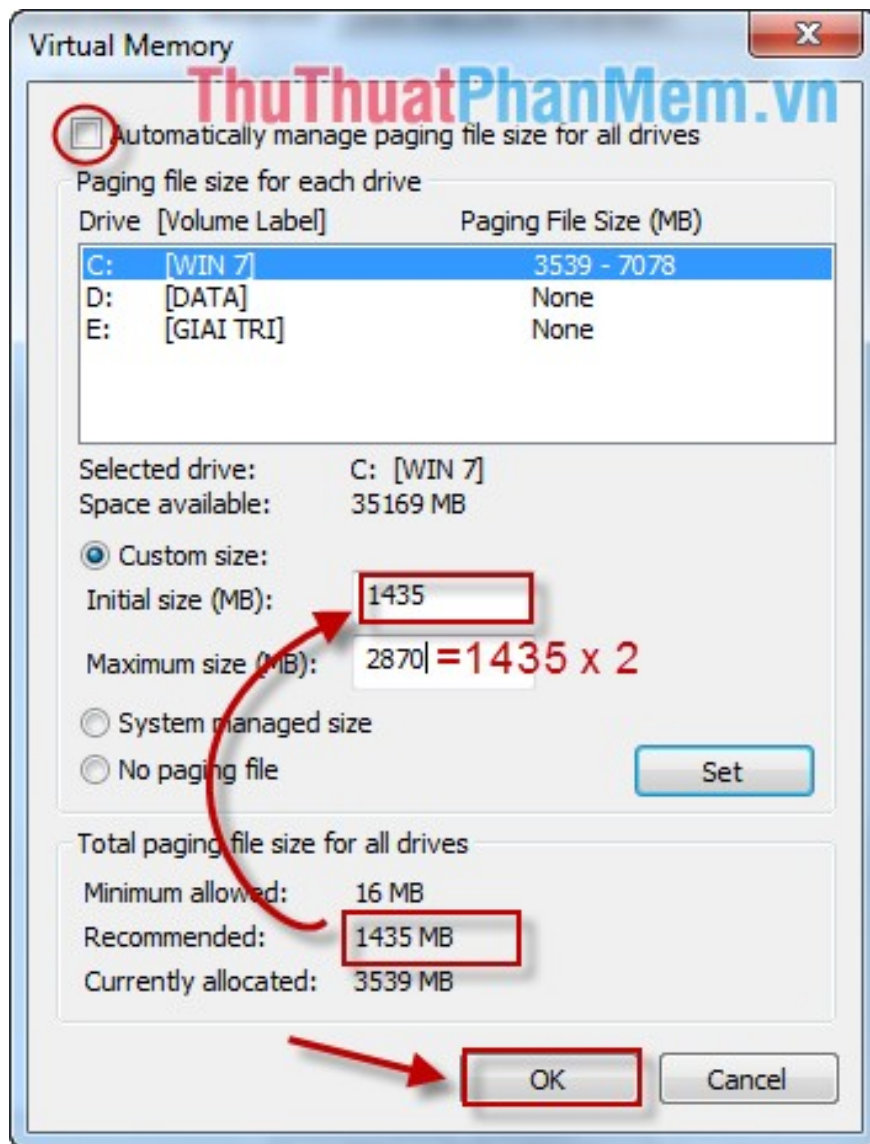 Virtual Memory
ThuThuatPhanMem.vn
Automatically manage paging file size for all drives
Paging file size for each drive
Drive [Volume Label] Paging File Size (MB)
C: [WIN 7] 3539 - 7078
D: [DATA] None
E: [GIAI TRI] None
Selected drive: C: [WIN 7]
Space available: 35169 MB
Custom size:
Initial size (MB): 1435
Maximum size (MB): 2870 =1435 x 2
System managed size
No paging file Set
Total paging file size for all drives
Minimum allowed: 16 MB
Recommended: 1435 MB
Currently allocated: 3539 MB
OK Cancel